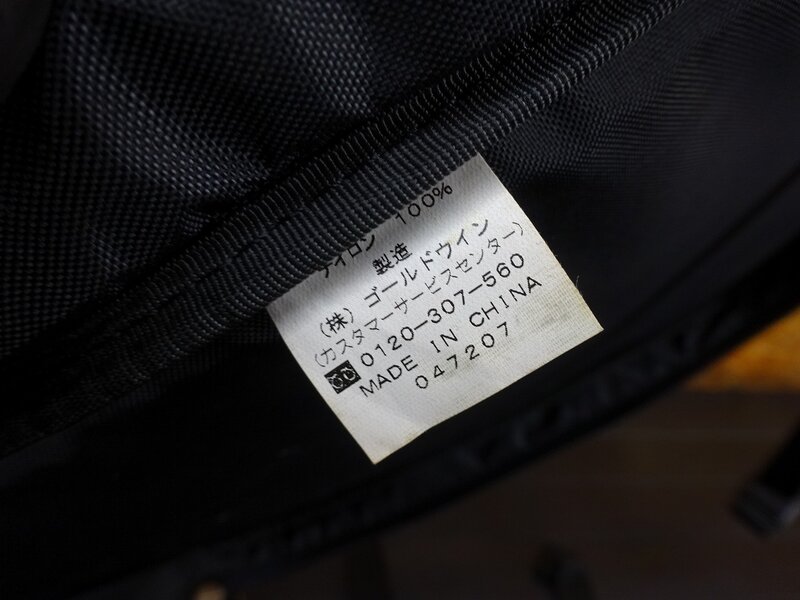 ナイロン 100%
製造
(株) ゴールドウイン
(カスタマーサービスセンター)
0120-307-560
MADE IN CHINA
047207